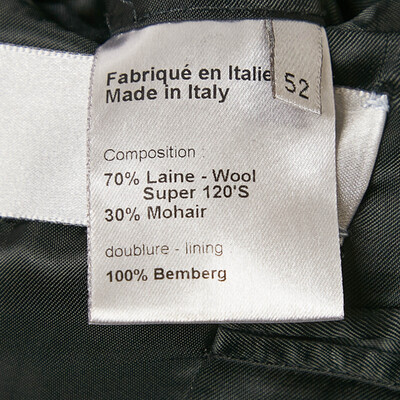 Fabriqué en Italie
Made in Italy
52
Composition :
70% Laine - Wool
Super 120'S
30% Mohair
doublure - lining
100% Bemberg